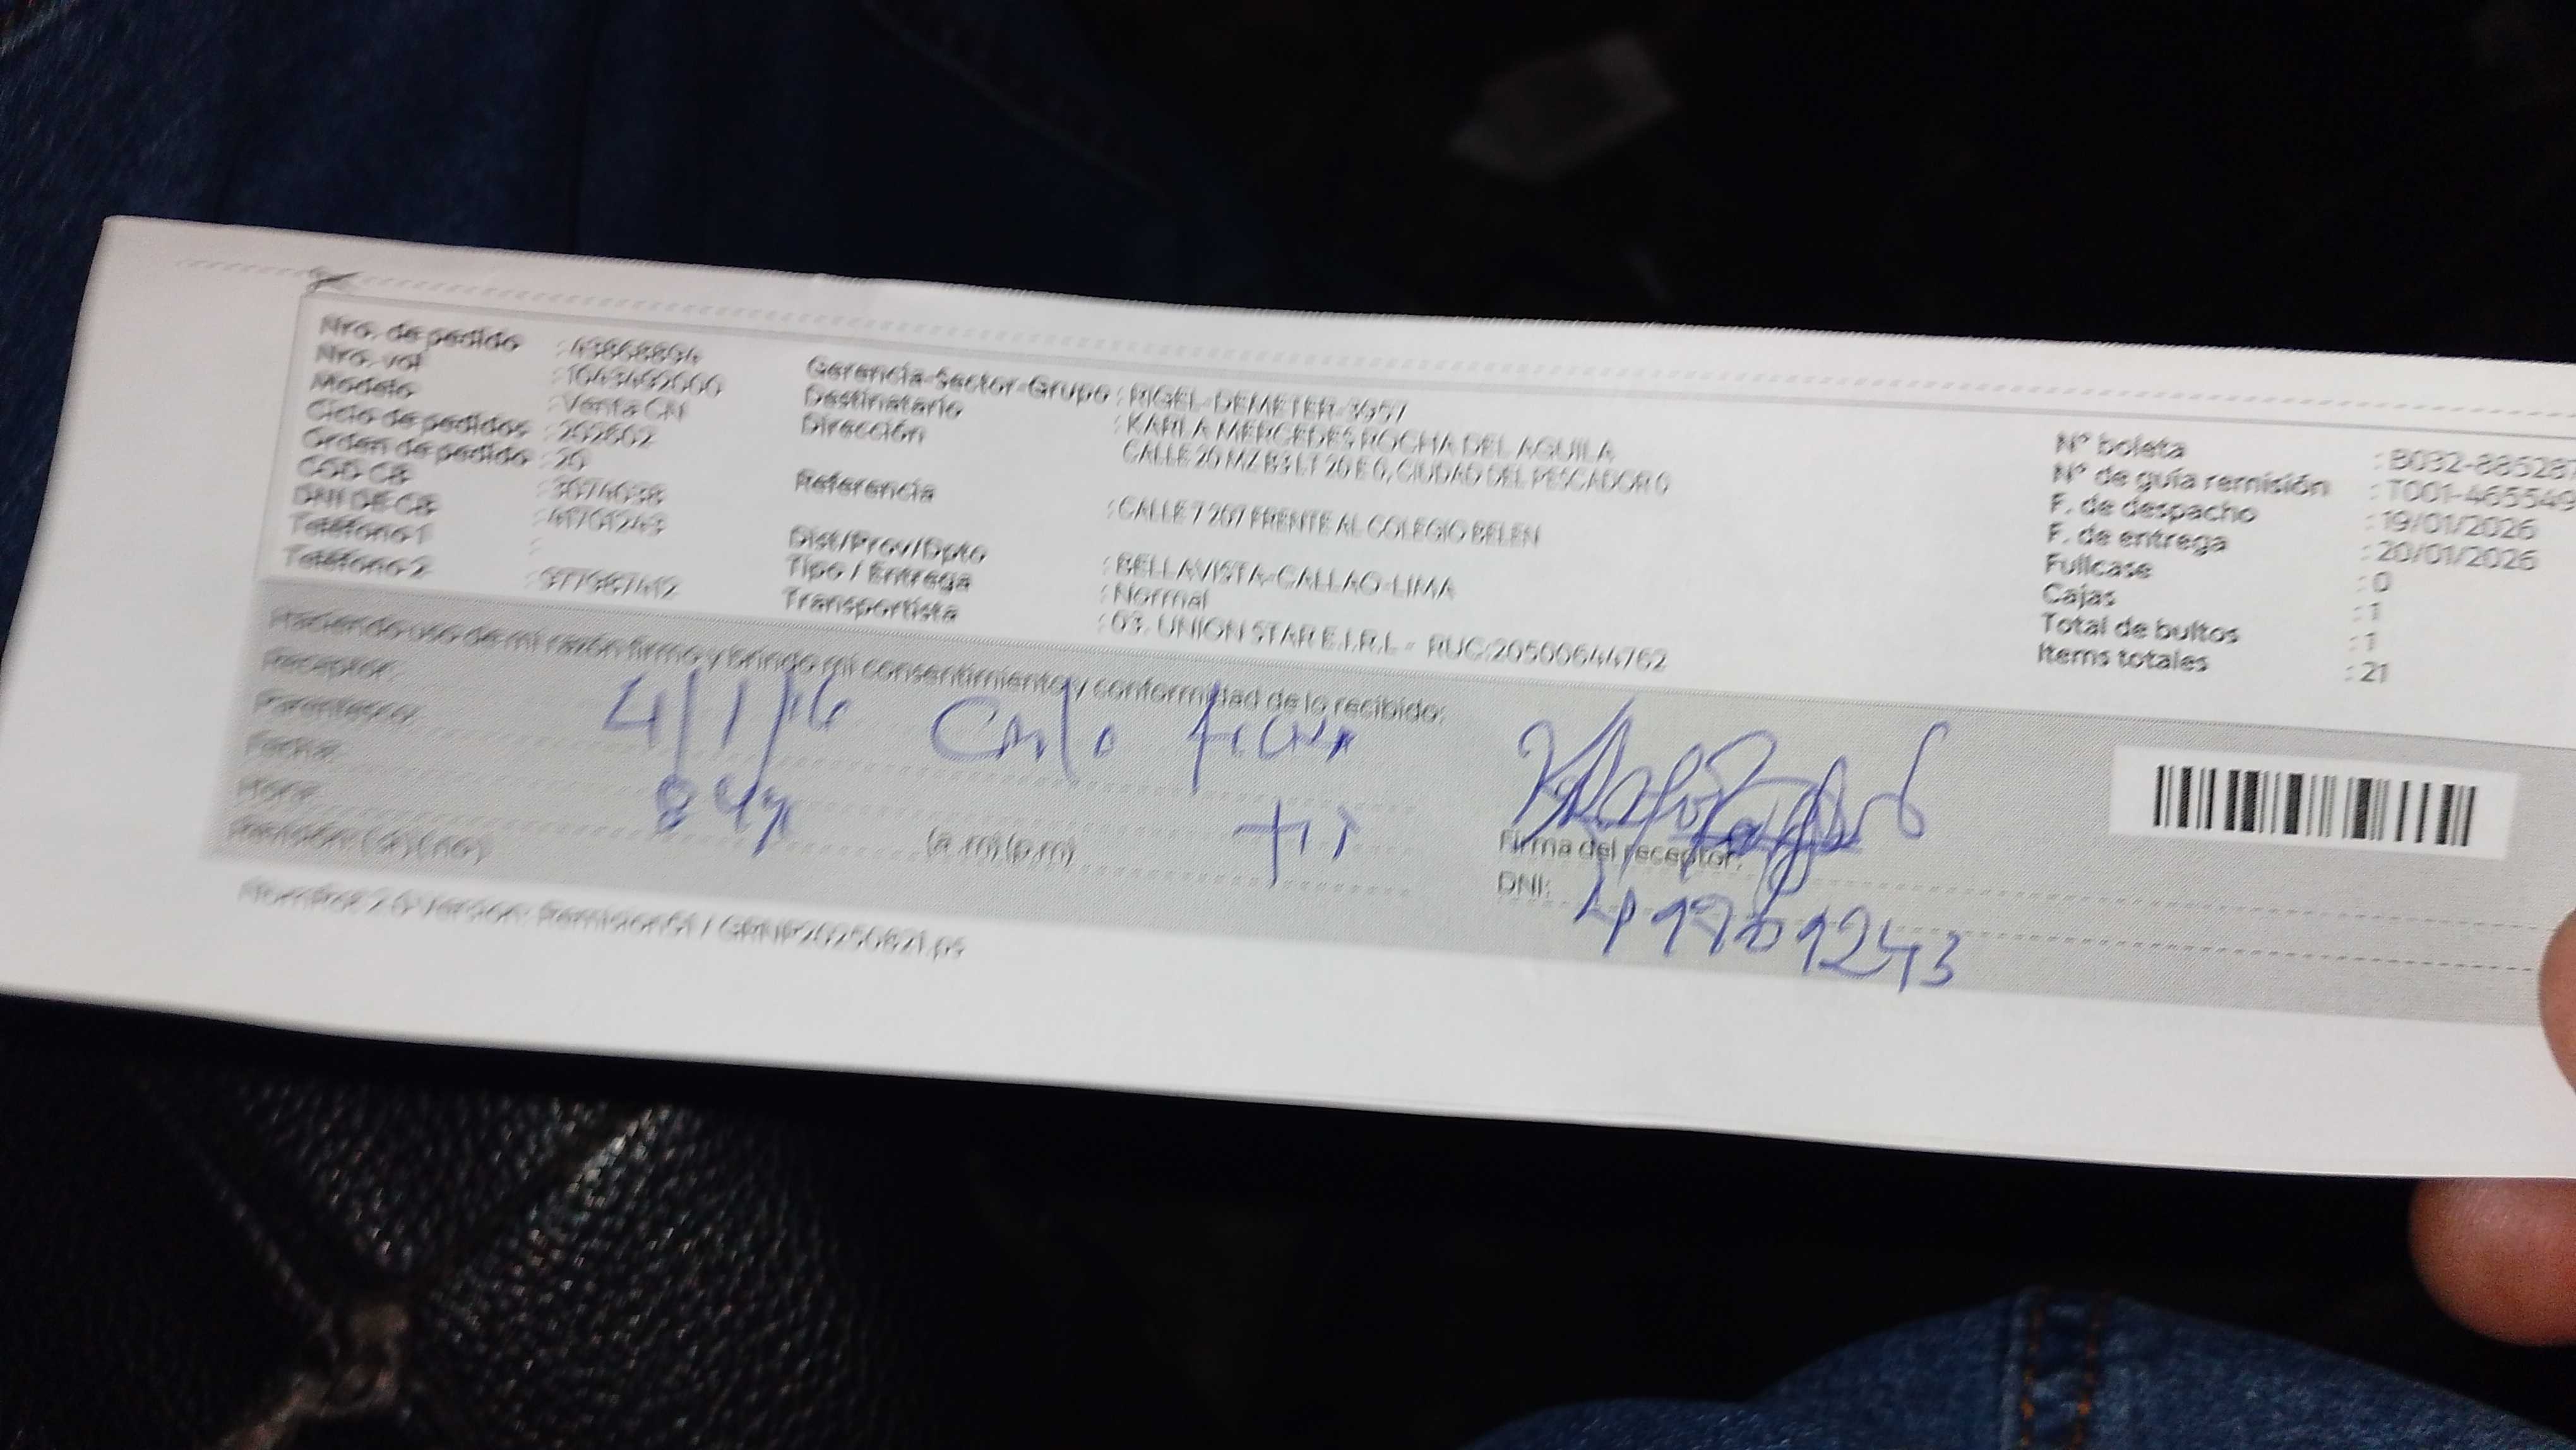 Nro. de pedido : 43868894
Nro. vol : 1643492000
Modelo : Venta CN
Ciclo de pedidos : 202602
Orden de pedido : 20
COD CB : 3074038
DNI DE CB : 41701243
Teléfono 1 :
Teléfono 2 : 977987412
Gerencia-Sector-Grupo : RIGEL-DEMETER-3957
Destinatario : KARLA MERCEDES ROCHA DEL AGUILA
Dirección CALLE 20 MZ B3 LT 20 E 0, CIUDAD DEL PESCADOR 0
Referencia : CALLE 7 207 FRENTE AL COLEGIO BELEN
Dist/Prov/Dpto : BELLAVISTA-CALLAO-LIMA
Tipo / Entrega : Normal
Transportista : 03. UNION STAR E.I.R.L - RUC:20500644762
N° boleta : B032-885287
N° de guía remisión : T001-465549
F. de despacho : 19/01/2026
F. de entrega : 20/01/2026
Fullcase : 0
Cajas : 1
Total de bultos : 1
Items totales : 21
Haciendo uso de mi razón firmo y brindo mi consentimiento y conformidad de lo recibido:
Receptor:
Parentesco:
Fecha:
Hora: (a.m) (p.m)
Firma del receptor:
DNI: 41701243